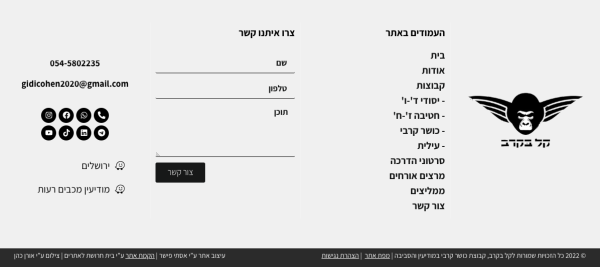 קל בקרב
העמודים באתר
בית
אודות
קבוצות
- יסודי ד'-ו'
- חטיבה ז'-ח'
- כושר קרבי
- עילית
סרטוני הדרכה
מרצים אורחים
ממליצים
צור קשר
צרו איתנו קשר
שם
טלפון
תוכן
צור קשר
054-5802235
gidicohen2020@gmail.com
ירושלים
מודיעין מכבים רעות
© 2022 כל הזכויות שמורות לקל בקרב, קבוצת כושר קרבי במודיעין והסביבה | מפת אתר | הצהרת נגישות
עיצוב אתר ע"י אסתי פישר | הקמת אתר ע"י בית חרושת לאתרים | צילום ע"י אורן כהן